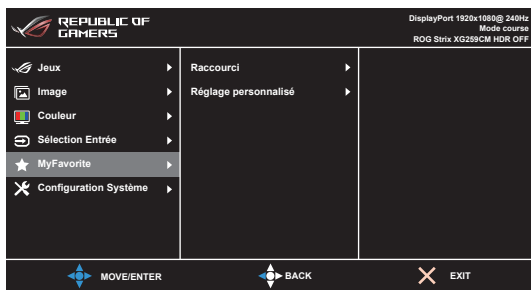 REPUBLIC OF
GAMERS
DisplayPort 1920x1080@ 240Hz
Mode course
ROG Strix XG259CM HDR OFF
Jeux
Image
Couleur
Sélection Entrée
MyFavorite
Configuration Système
Raccourci
Réglage personnalisé
MOVE/ENTER
BACK
EXIT